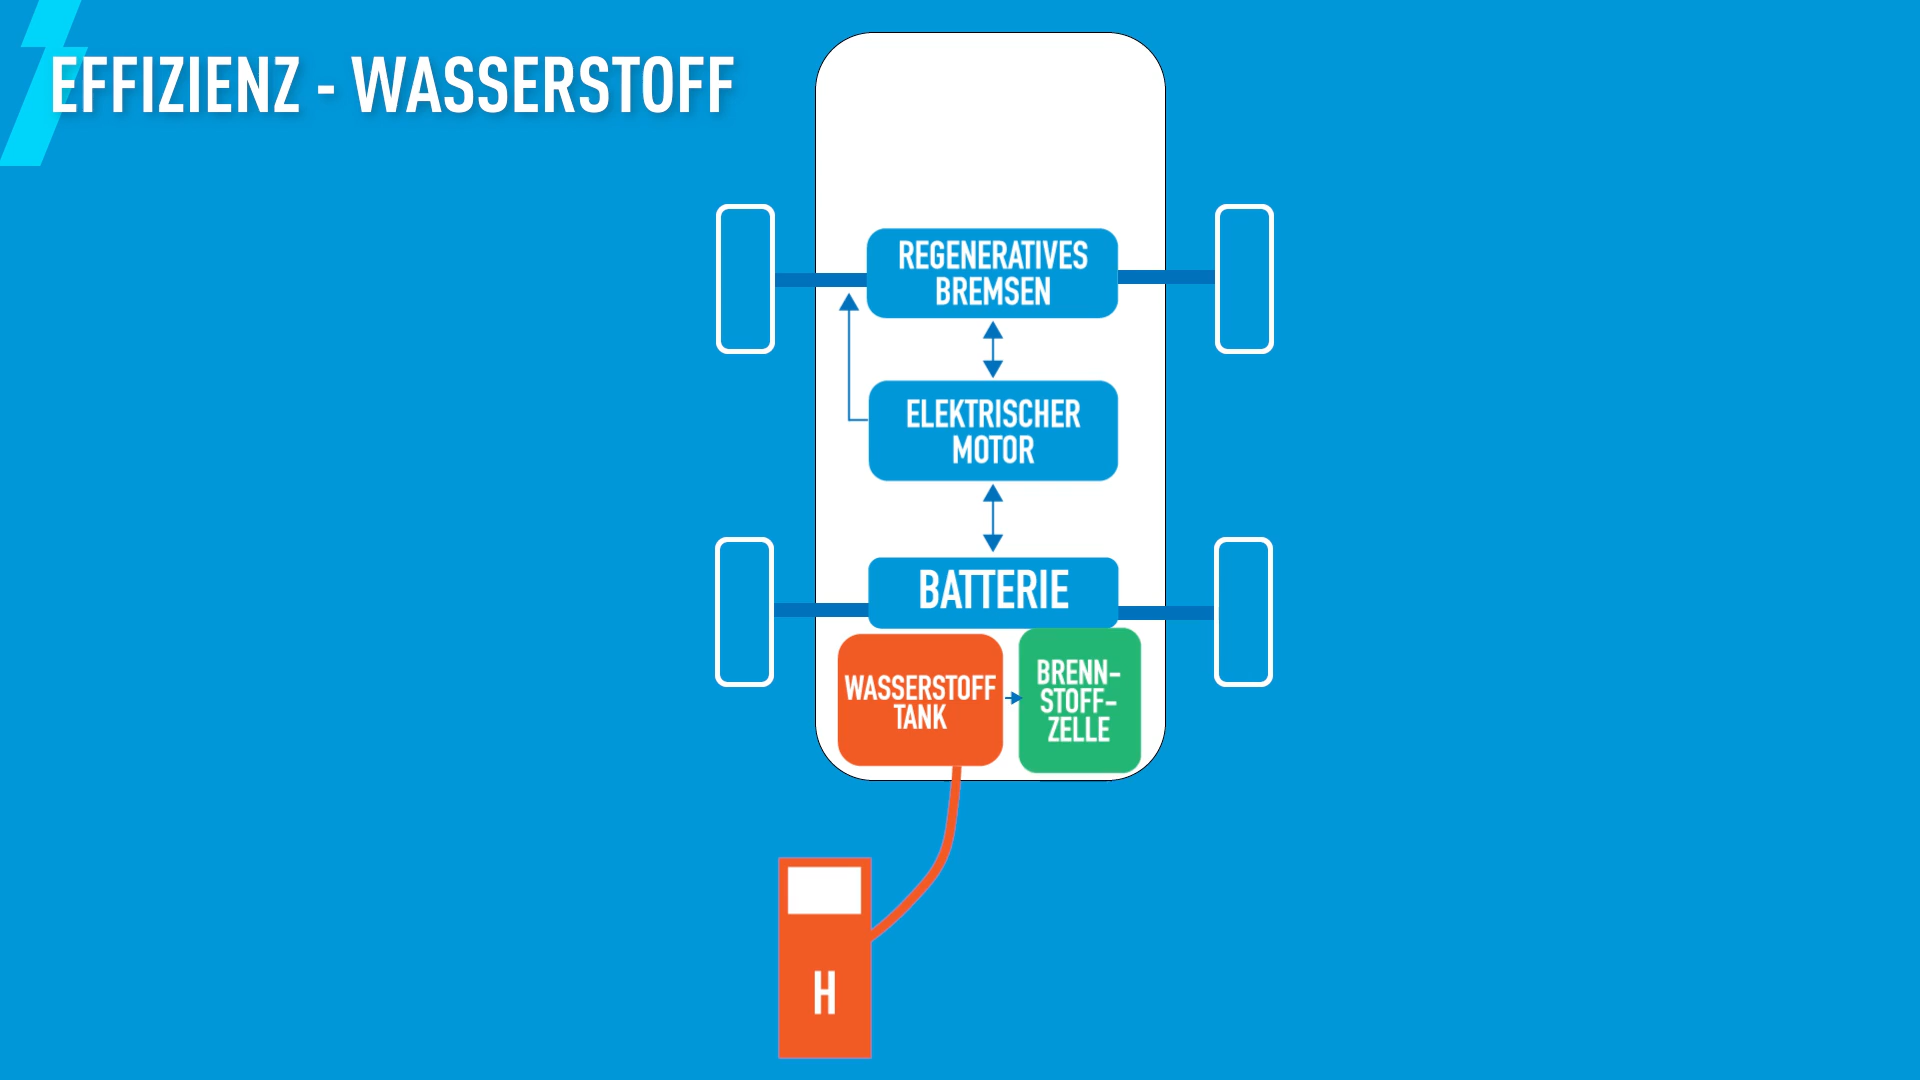 EFFIZIENZ - WASSERSTOFF
REGENERATIVES
BREMSEN
ELEKTRISCHER
MOTOR
BATTERIE
WASSERSTOFF
TANK
BRENN-
STOFF-
ZELLE
H